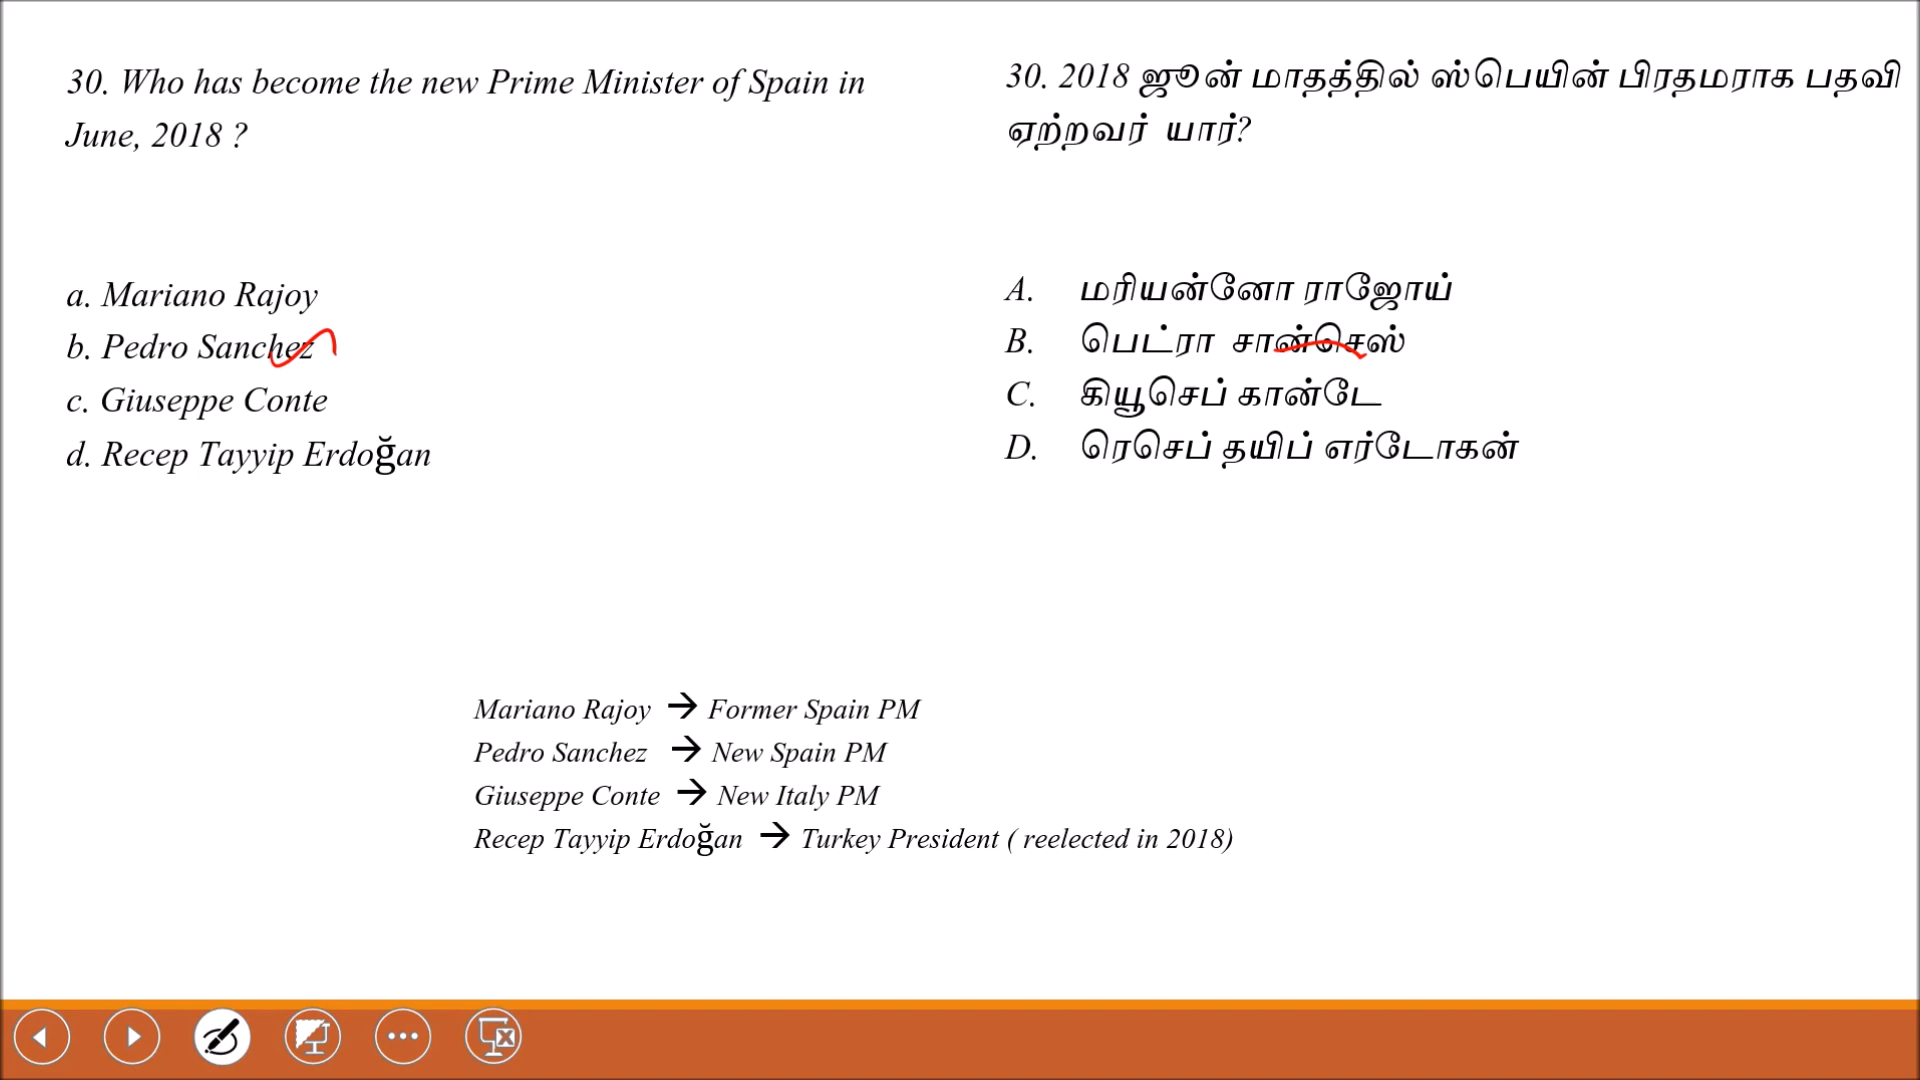 30. Who has become the new Prime Minister of Spain in
June, 2018 ?
a. Mariano Rajoy
b. Pedro Sanchez
c. Giuseppe Conte
d. Recep Tayyip Erdoğan
30. 2018 ஜூன் மாதத்தில் ஸ்பெயின் பிரதமராக பதவி
ஏற்றவர் யார்?
A. மரியன்னோ ராஜோய்
B. பெட்ரா சான்செஸ்
C. கியூசெப் கான்டே
D. ரெசெப் தயிப் எர்டோகன்
Mariano Rajoy → Former Spain PM
Pedro Sanchez → New Spain PM
Giuseppe Conte → New Italy PM
Recep Tayyip Erdoğan → Turkey President ( reelected in 2018)